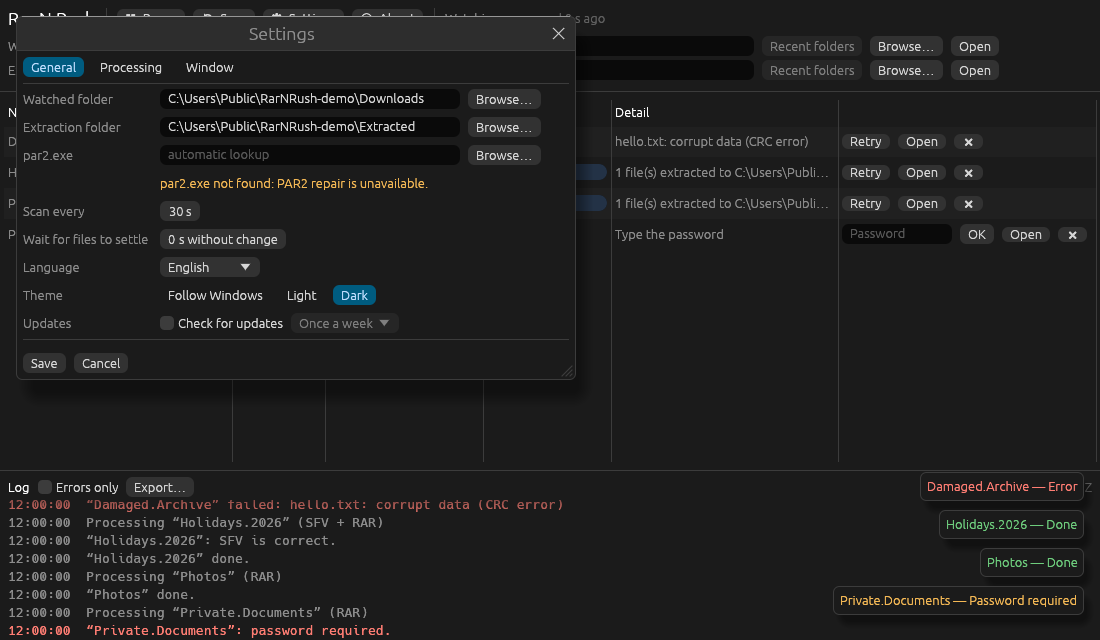 Settings
General Processing Window
Watched folder C:\Users\Public\RarNRush-demo\Downloads Browse...
Extraction folder C:\Users\Public\RarNRush-demo\Extracted Browse...
par2.exe automatic lookup Browse...
par2.exe not found: PAR2 repair is unavailable.
Scan every 30 s
Wait for files to settle 0 s without change
Language English
Theme Follow Windows Light Dark
Updates Check for updates Once a week
Save Cancel
s ago
Recent folders Browse... Open
Recent folders Browse... Open
Detail
hello.txt: corrupt data (CRC error) Retry Open ×
1 file(s) extracted to C:\Users\Publi... Retry Open ×
1 file(s) extracted to C:\Users\Publi... Retry Open ×
Type the password Password OK Open ×
Log Errors only Export...
12:00:00 “Damaged.Archive” failed: hello.txt: corrupt data (CRC error)
12:00:00 Processing “Holidays.2026” (SFV + RAR)
12:00:00 “Holidays.2026”: SFV is correct.
12:00:00 “Holidays.2026” done.
12:00:00 Processing “Photos” (RAR)
12:00:00 “Photos” done.
12:00:00 Processing “Private.Documents” (RAR)
12:00:00 “Private.Documents”: password required.
Damaged.Archive — Error
Holidays.2026 — Done
Photos — Done
Private.Documents — Password required